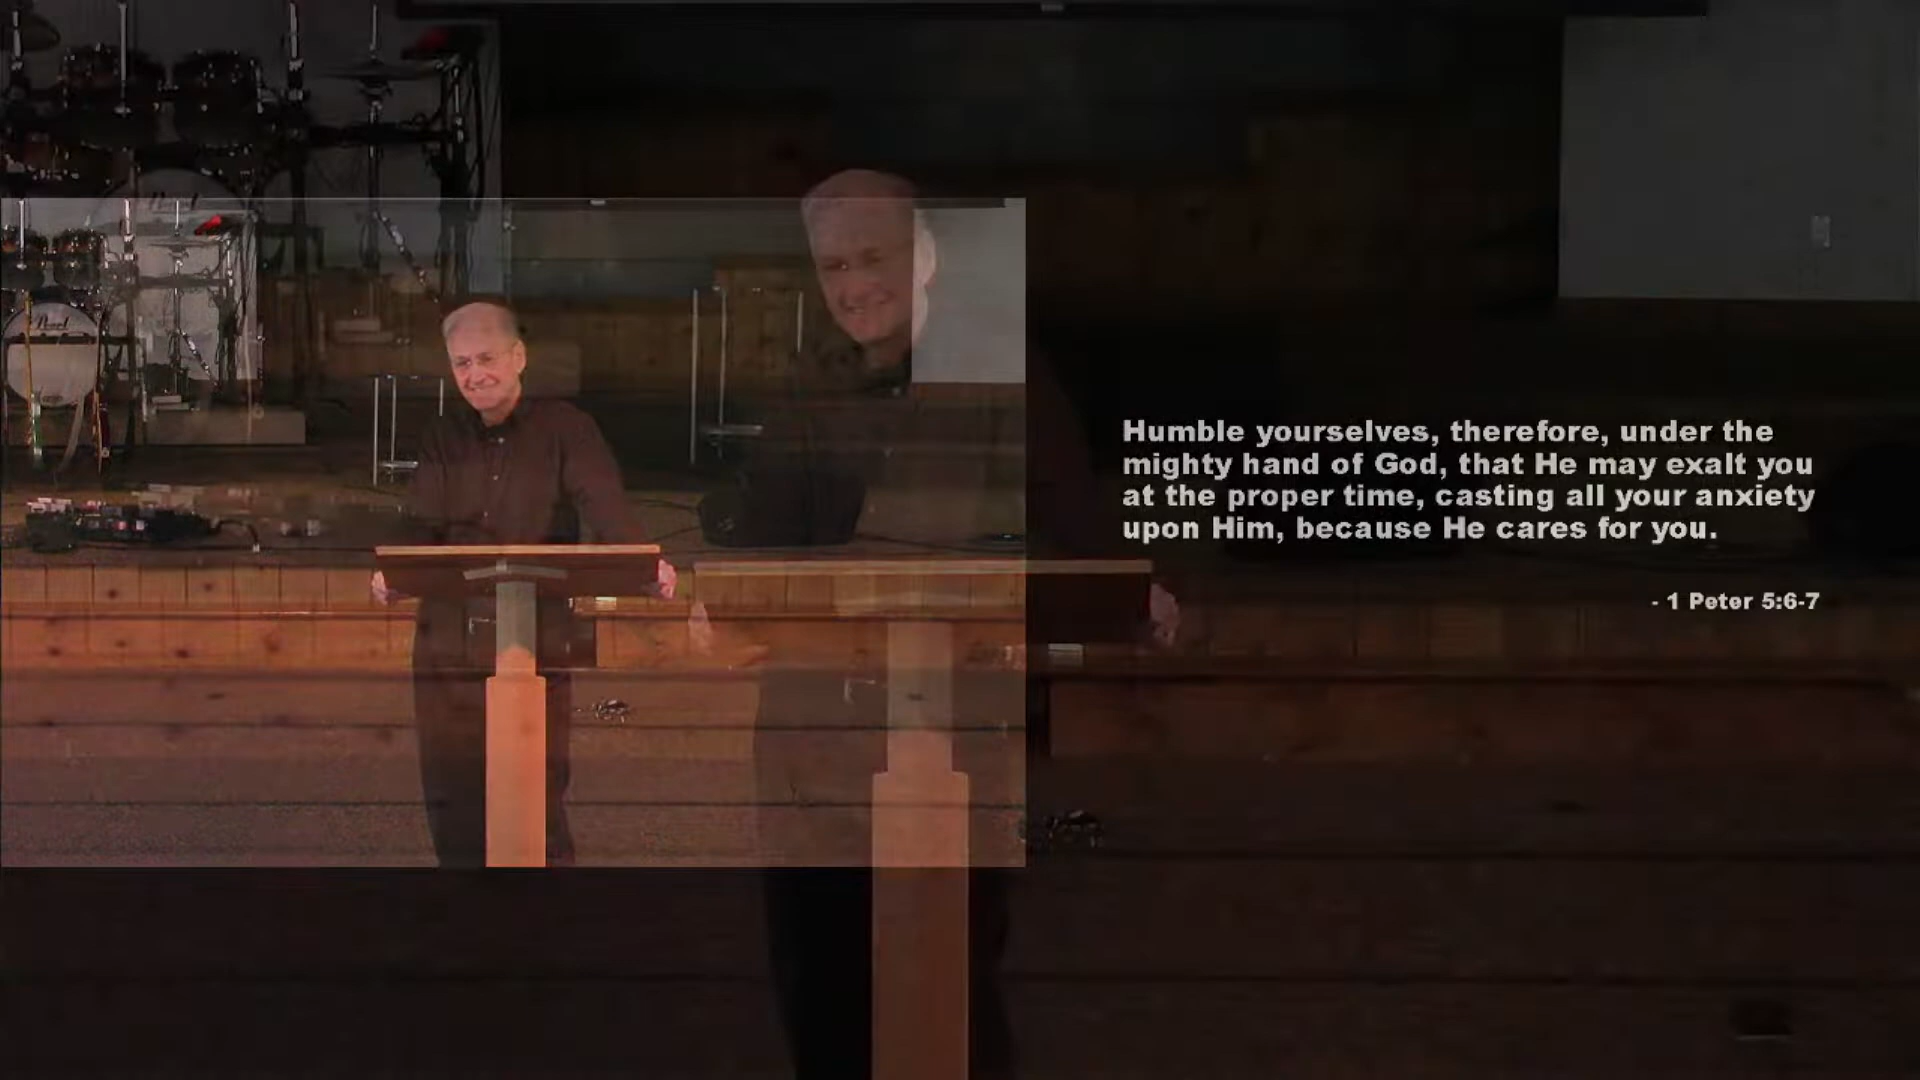 Pearl
Humble yourselves, therefore, under the
mighty hand of God, that He may exalt you
at the proper time, casting all your anxiety
upon Him, because He cares for you.
- 1 Peter 5:6-7